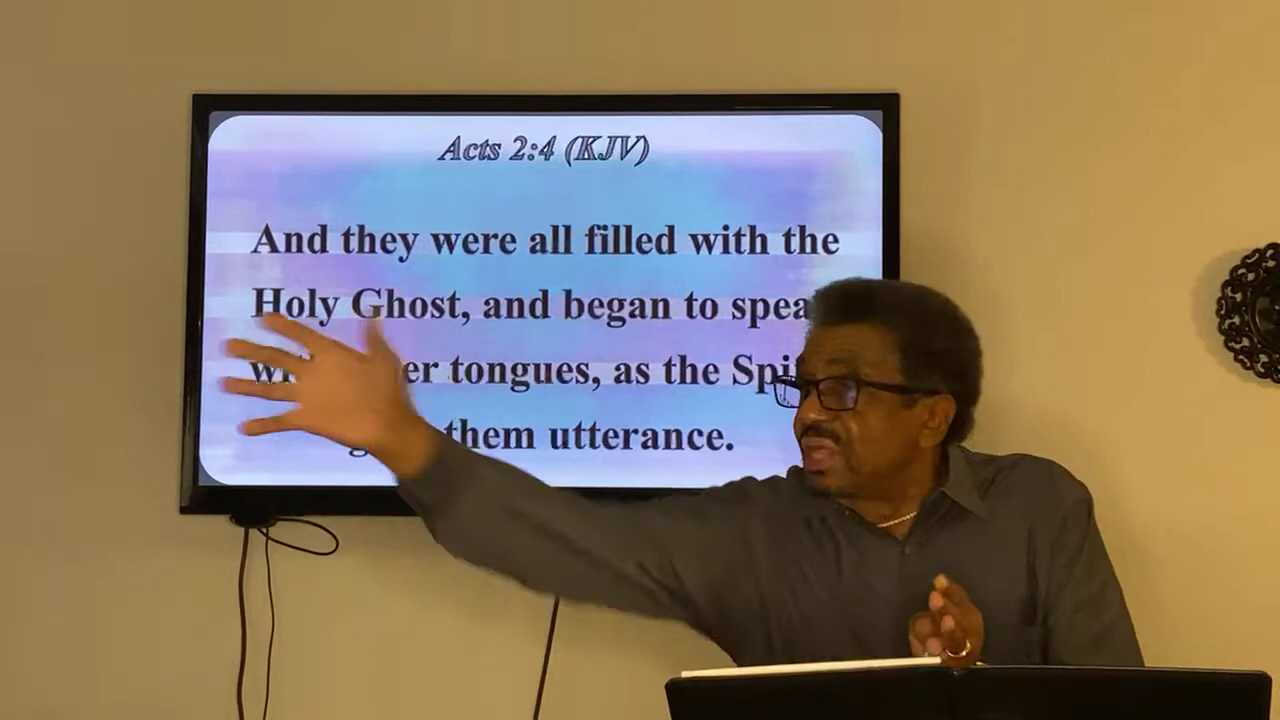 Acts 2:4 (KJV)
And they were all filled with the
Holy Ghost, and began to spea
er tongues, as the Spi
them utterance.